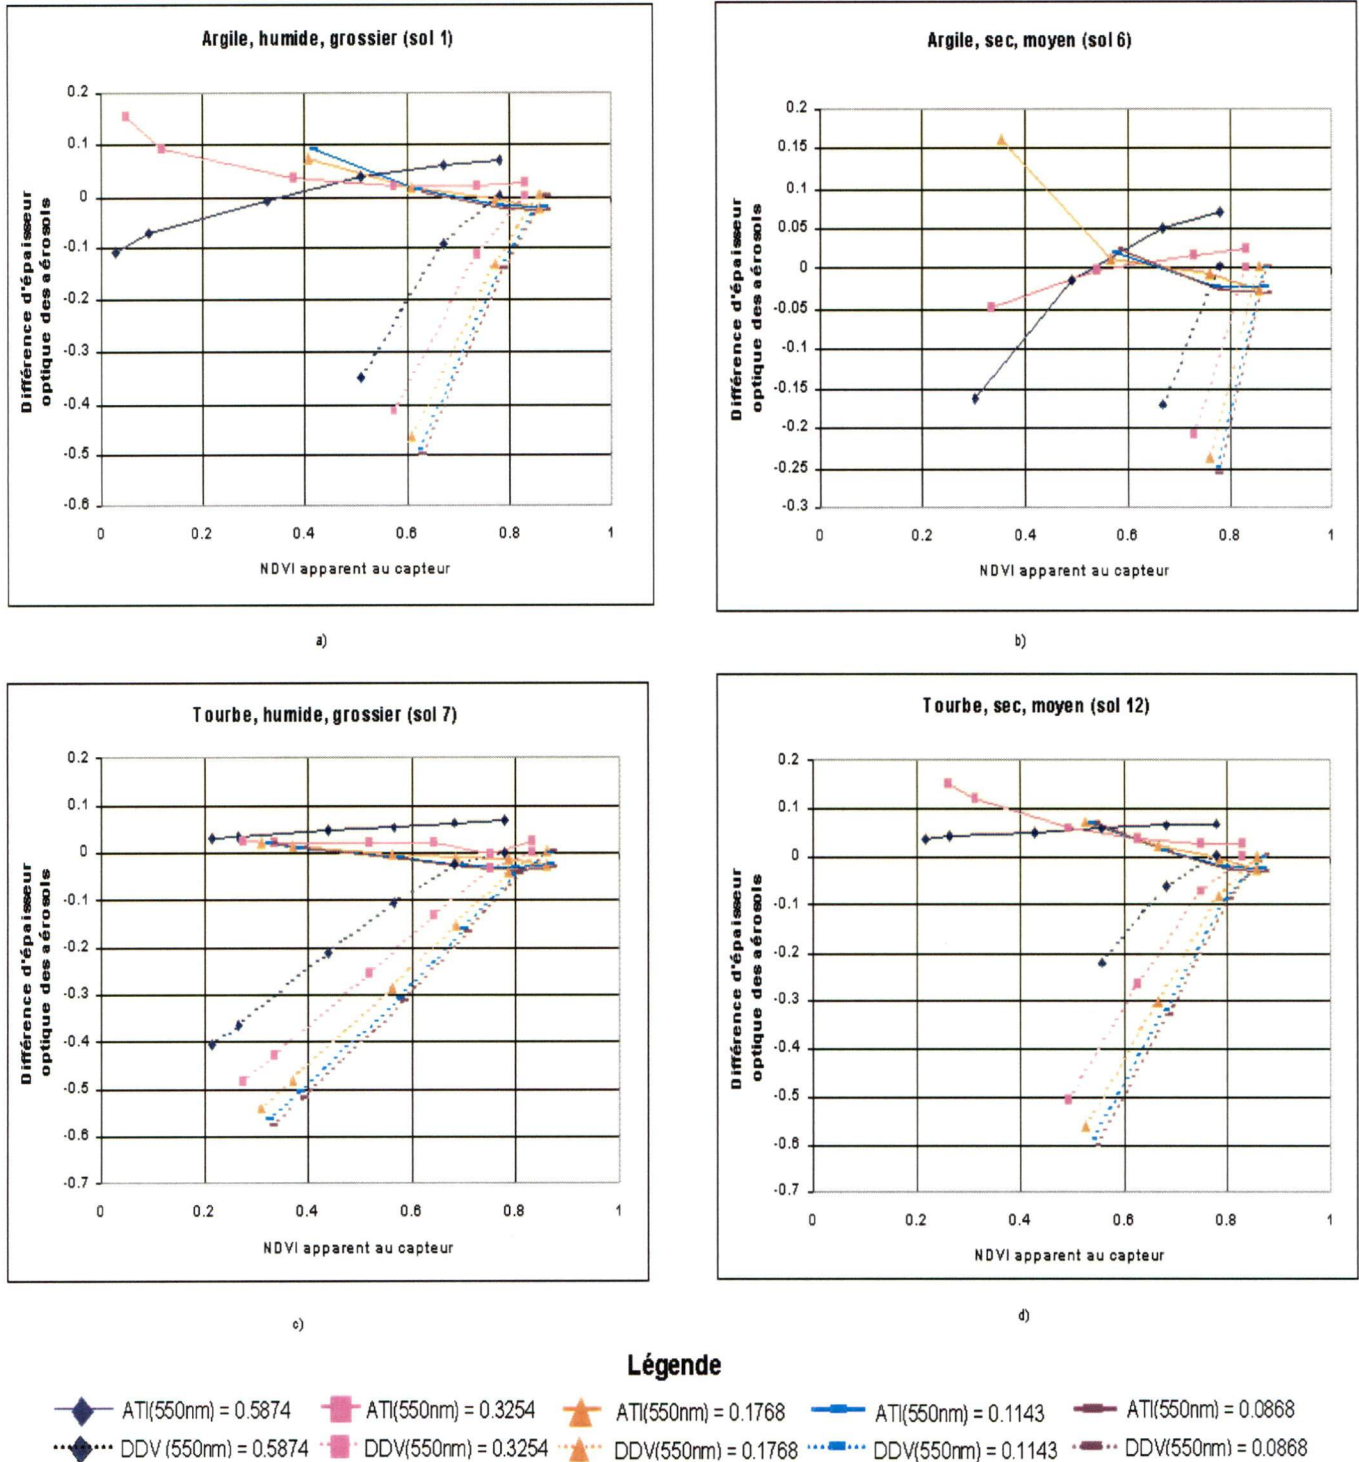 Argile, humide, grossier (sol 1)
Différence d'épaisseur
optique des aérosols
0.2
0.1
0
-0.1
-0.2
-0.3
-0.4
-0.5
-0.6
0 0.2 0.4 0.6 0.8 1
NDVI apparent au capteur
a)
Argile, sec, moyen (sol 6)
Différence d'épaisseur
optique des aérosols
0.2
0.15
0.1
0.05
0
-0.05
-0.1
-0.15
-0.2
-0.25
-0.3
0 0.2 0.4 0.6 0.8 1
NDVI apparent au capteur
b)
Tourbe, humide, grossier (sol 7)
Différence d'épaisseur
optique des aérosols
0.2
0.1
0
-0.1
-0.2
-0.3
-0.4
-0.5
-0.6
-0.7
0 0.2 0.4 0.6 0.8 1
NDVI apparent au capteur
c)
Tourbe, sec, moyen (sol 12)
Différence d'épaisseur
optique des aérosols
0.2
0.1
0
-0.1
-0.2
-0.3
-0.4
-0.5
-0.6
-0.7
0 0.2 0.4 0.6 0.8 1
NDVI apparent au capteur
d)
Légende
ATI(550nm) = 0.5874 ATI(550nm) = 0.3254 ATI(550nm) = 0.1768 ATI(550nm) = 0.1143 ATI(550nm) = 0.0868
DDV (550nm) = 0.5874 DDV(550nm) = 0.3254 DDV(550nm) = 0.1768 DDV(550nm) = 0.1143 DDV(550nm) = 0.0868